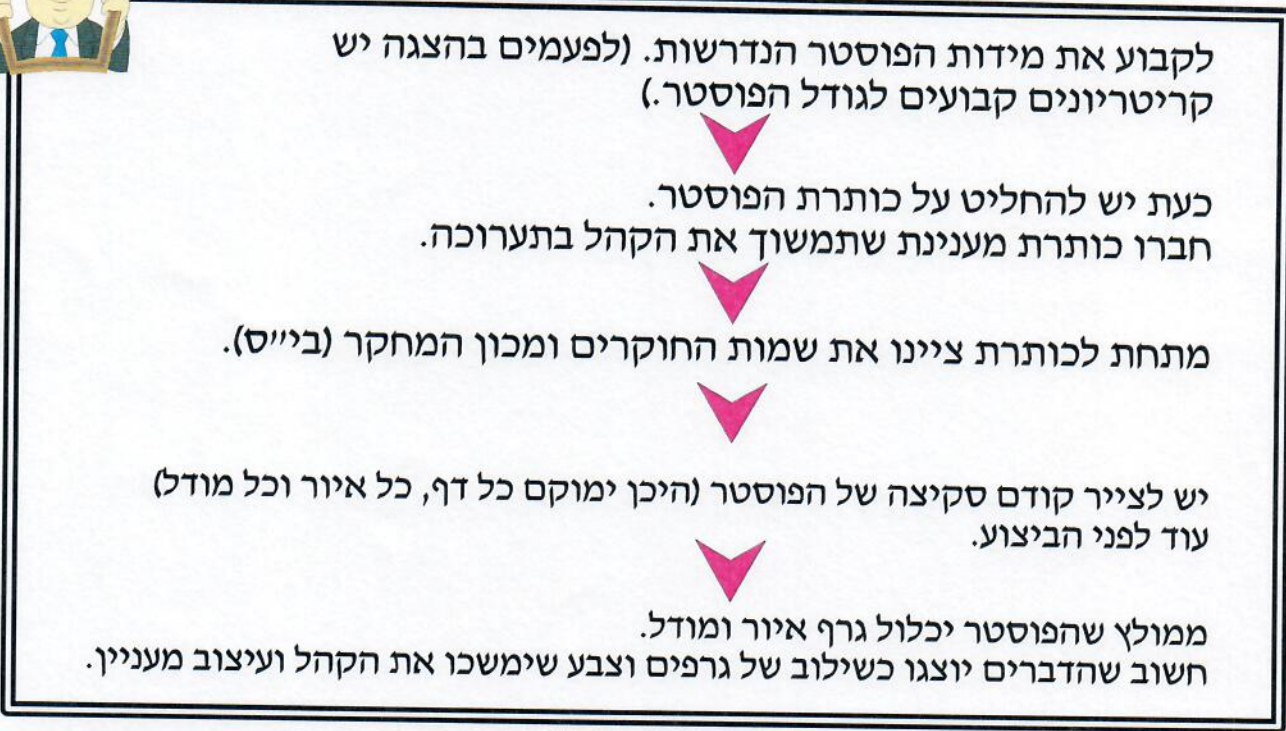 לקבוע את מידות הפוסטר הנדרשות. (לפעמים בהצגה יש
קריטריונים קבועים לגודל הפוסטר.)
כעת יש להחליט על כותרת הפוסטר.
חברו כותרת מענינת שתמשוך את הקהל בתערוכה.
מתחת לכותרת ציינו את שמות החוקרים ומכון המחקר (בי״ס).
יש לצייר קודם סקיצה של הפוסטר (היכן ימוקם כל דף, כל איור וכל מודל)
עוד לפני הביצוע.
ממולץ שהפוסטר יכלול גרף איור ומודל.
חשוב שהדברים יוצגו כשילוב של גרפים וצבע שימשכו את הקהל ועיצוב מעניין.